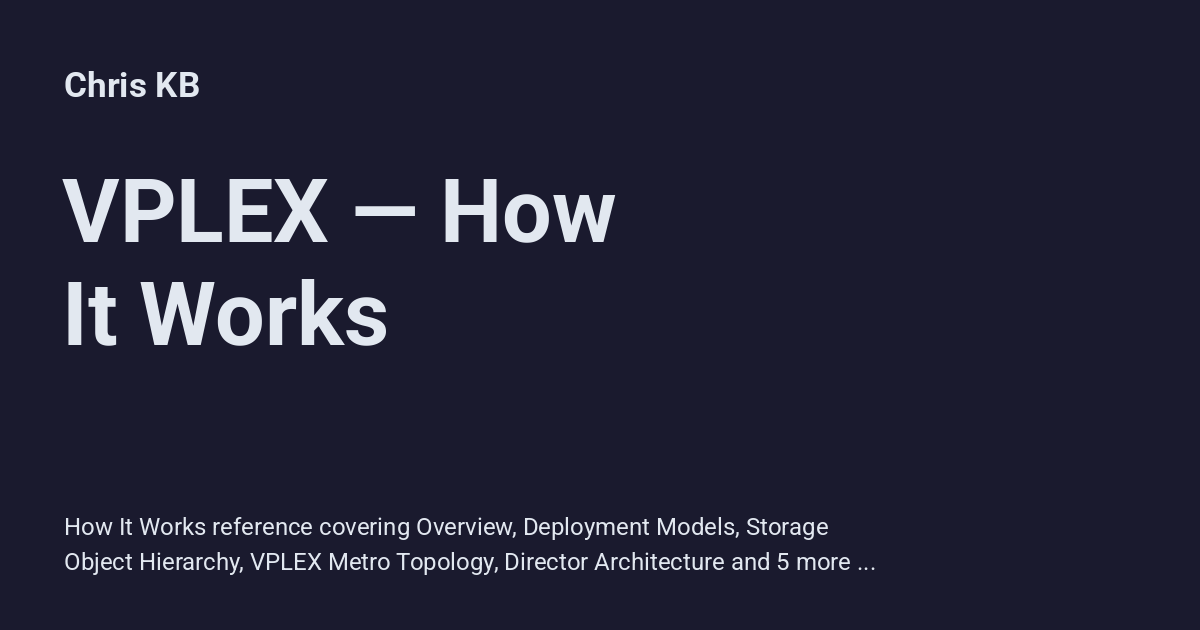 Chris KB
VPLEX — How
It Works
How It Works reference covering Overview, Deployment Models, Storage
Object Hierarchy, VPLEX Metro Topology, Director Architecture and 5 more ...